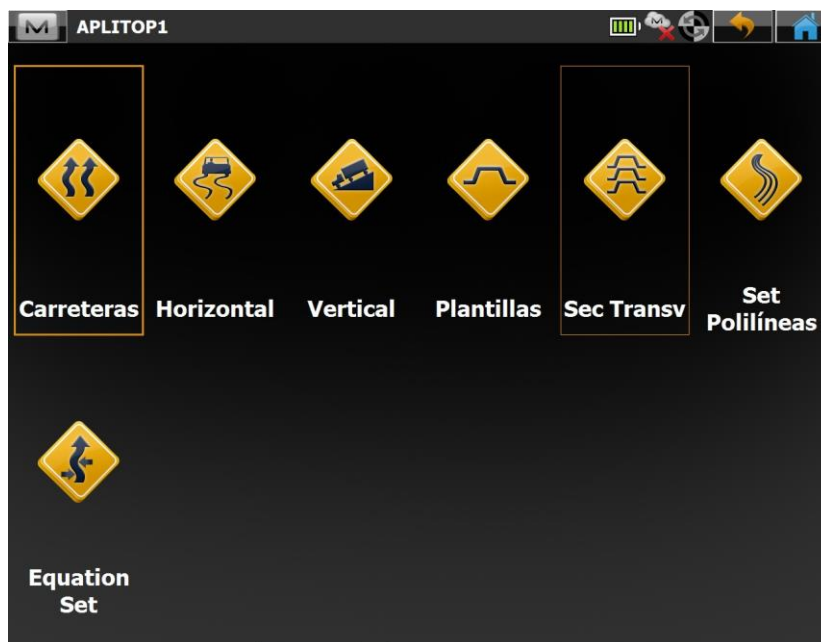 M APLITOP1
Carreteras Horizontal Vertical Plantillas Sec Transv Set Polilíneas
Equation
Set